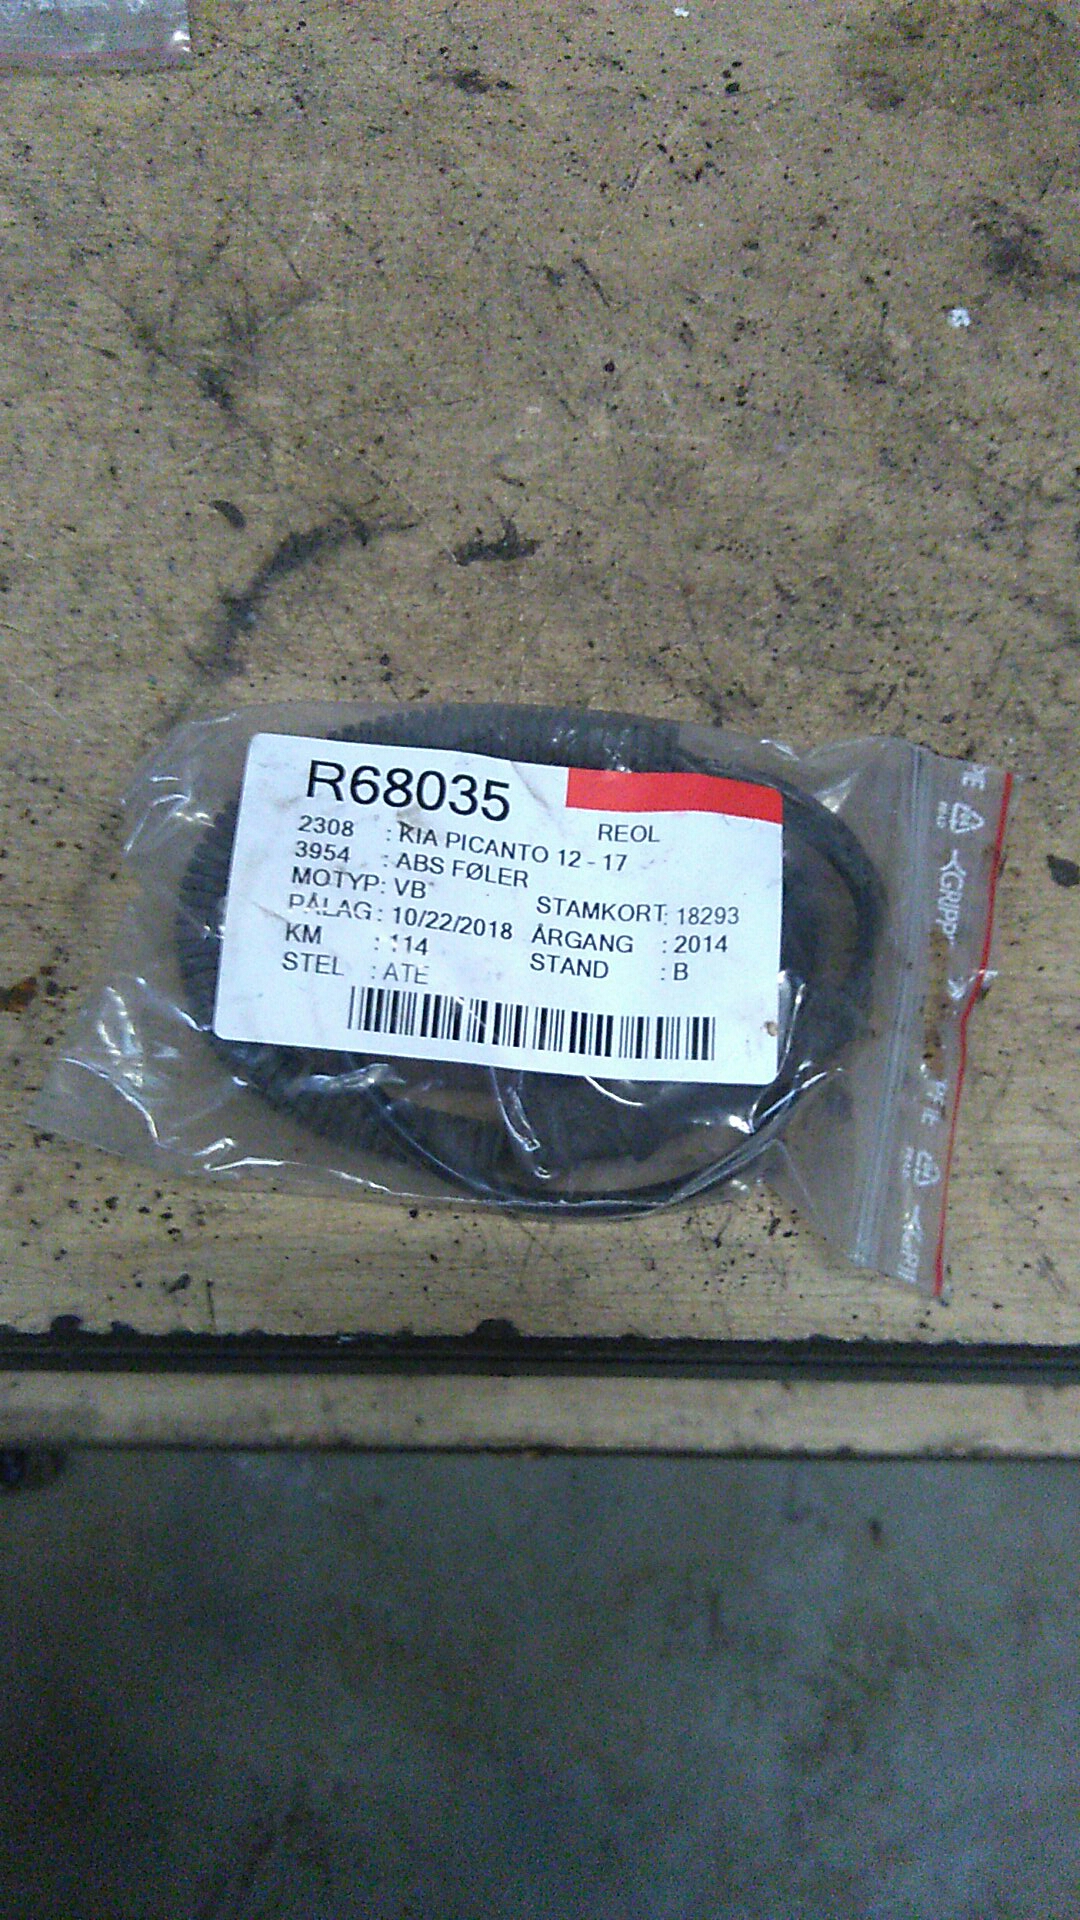 R68035
REOL
2308 : KIA PICANTO 12 - 17
3954 : ABS FØLER
MOTYP: VB
STAMKORT: 18293
PÅLAG: 10/22/2018
ÅRGANG : 2014
KM : 114
STAND : B
STEL : ATE